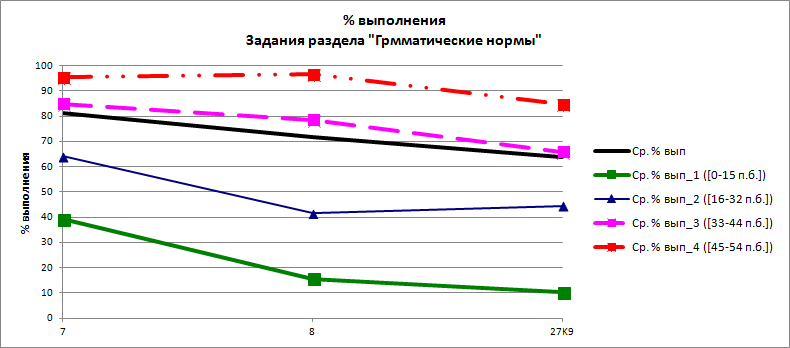 % выполнения
Задания раздела "Грмматические нормы"
% выполнения
100
90
80
70
60
50
40
30
20
10
0
7
8
27К9
Ср. % вып
Ср. % вып_1 ([0-15 п.б.])
Ср. % вып_2 ([16-32 п.б.])
Ср. % вып_3 ([33-44 п.б.])
Ср. % вып_4 ([45-54 п.б.])